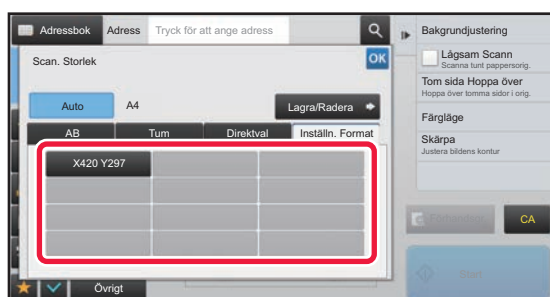 Adressbok Adress Tryck för att ange adress
Scan. Storlek OK
Auto A4 Lagra/Radera
AB Tum Direktval Inställn. Format
X420 Y297
Övrigt
Bakgrundjustering
Lågsam Scann
Scanna tunt pappersorig.
Tom sida Hoppa över
Hoppa över tomma sidor i orig.
Färgläge
Skärpa
Justera bildens kontur
CA
Start